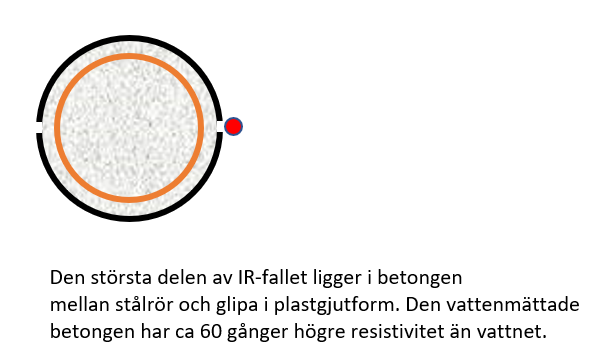 Den största delen av IR-fallet ligger i betongen
mellan stålrör och glipa i plastgjutform. Den vattenmättade
betongen har ca 60 gånger högre resistivitet än vattnet.